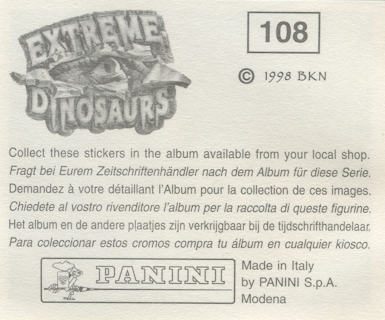 EXTREME
DINOSAURS
108
© 1998 BKN
Collect these stickers in the album available from your local shop.
Fragt bei Eurem Zeitschriftenhändler nach dem Album für diese Serie.
Demandez à votre détaillant l'Album pour la collection de ces images.
Chiedete al vostro rivenditore l'album per la raccolta di queste figurine.
Het album en de andere plaatjes zijn verkrijgbaar bij de tijdschrifthandelaar.
Para coleccionar estos cromos compra tu álbum en cualquier kiosco.
PANINI
Made in Italy
by PANINI S.p.A.
Modena